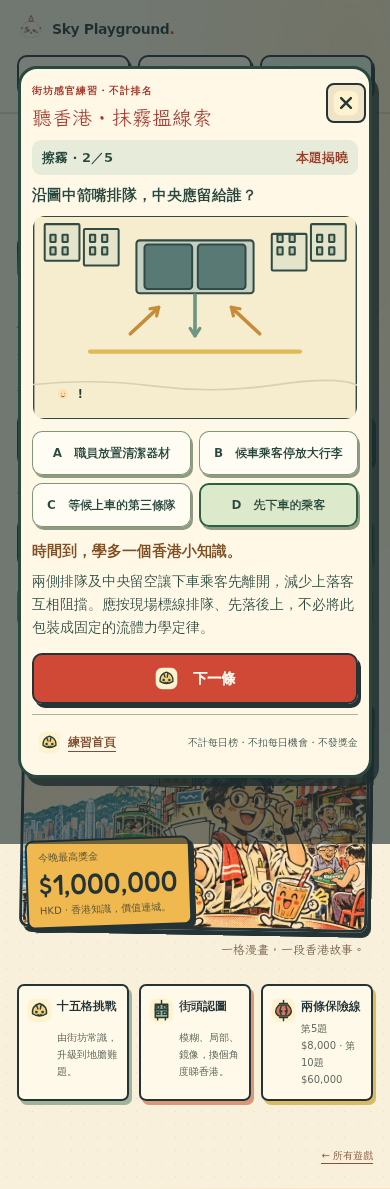 Sky Playground.
街坊感官練習・不計排名
聽香港・抹霧搵線索
擦霧・2／5
本題揭曉
沿圖中箭嘴排隊，中央應留給誰？
!
A 職員放置清潔器材
B 候車乘客停放大行李
C 等候上車的第三條隊
D 先下車的乘客
時間到，學多一個香港小知識。
兩側排隊及中央留空讓下車乘客先離開，減少上落客
互相阻擋。應按現場標線排隊、先落後上，不必將此
包裝成固定的流體力學定律。
下一條
練習首頁
不計每日榜・不扣每日機會・不發獎金
今晚最高獎金
$1,000,000
HKD・香港知識，價值連城。
一格漫畫，一段香港故事。
十五格挑戰
由街坊常識，
升級到地膽難
題。
街頭認圖
模糊、局部、
鏡像，換個角
度睇香港。
兩條保險線
第5題
$8,000・第
10題
$60,000
← 所有遊戲